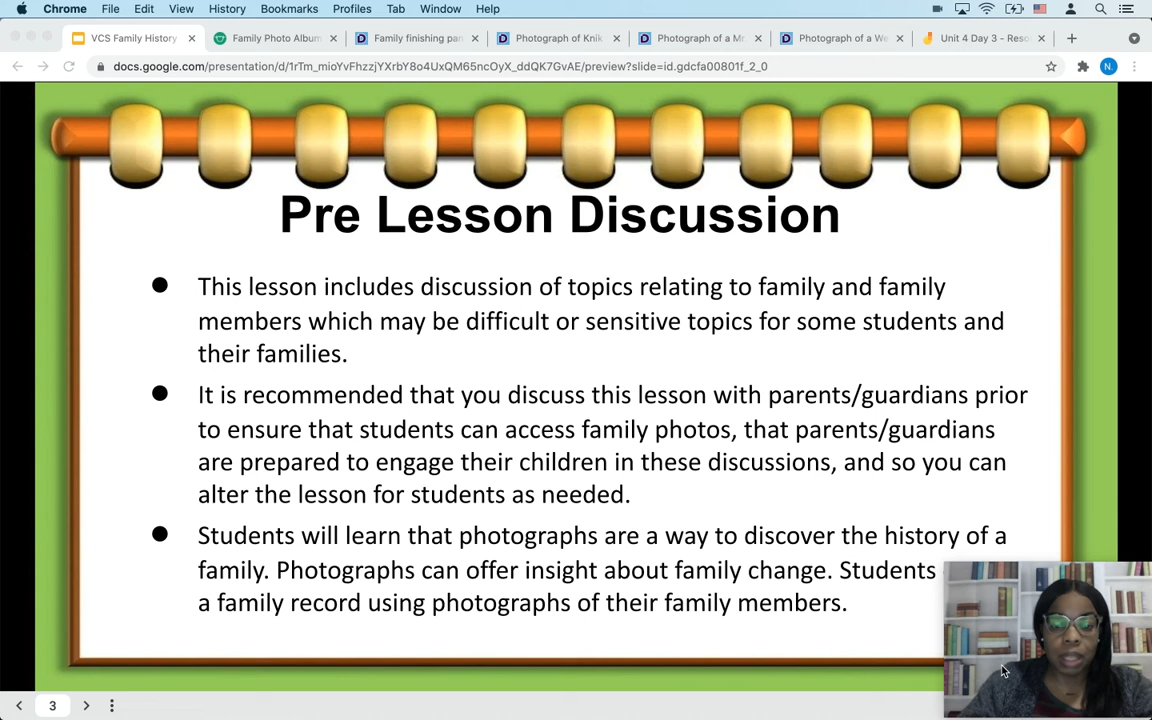 Chrome File Edit View History Bookmarks Profiles Tab Window Help
VCS Family History
Family Photo Album
Family finishing pan
Photograph of Knik
Photograph of a Mr.
Photograph of a We
Unit 4 Day 3 - Reso
docs.google.com/presentation/d/1rTm_mioYvFhzzjYXrbY8o4UxQM65ncOyX_ddQK7GvAE/preview?slide=id.gdcfa00801f_2_0
N.
Pre Lesson Discussion
● This lesson includes discussion of topics relating to family and family
members which may be difficult or sensitive topics for some students and
their families.
● It is recommended that you discuss this lesson with parents/guardians prior
to ensure that students can access family photos, that parents/guardians
are prepared to engage their children in these discussions, and so you can
alter the lesson for students as needed.
● Students will learn that photographs are a way to discover the history of a
family. Photographs can offer insight about family change. Students
a family record using photographs of their family members.
3